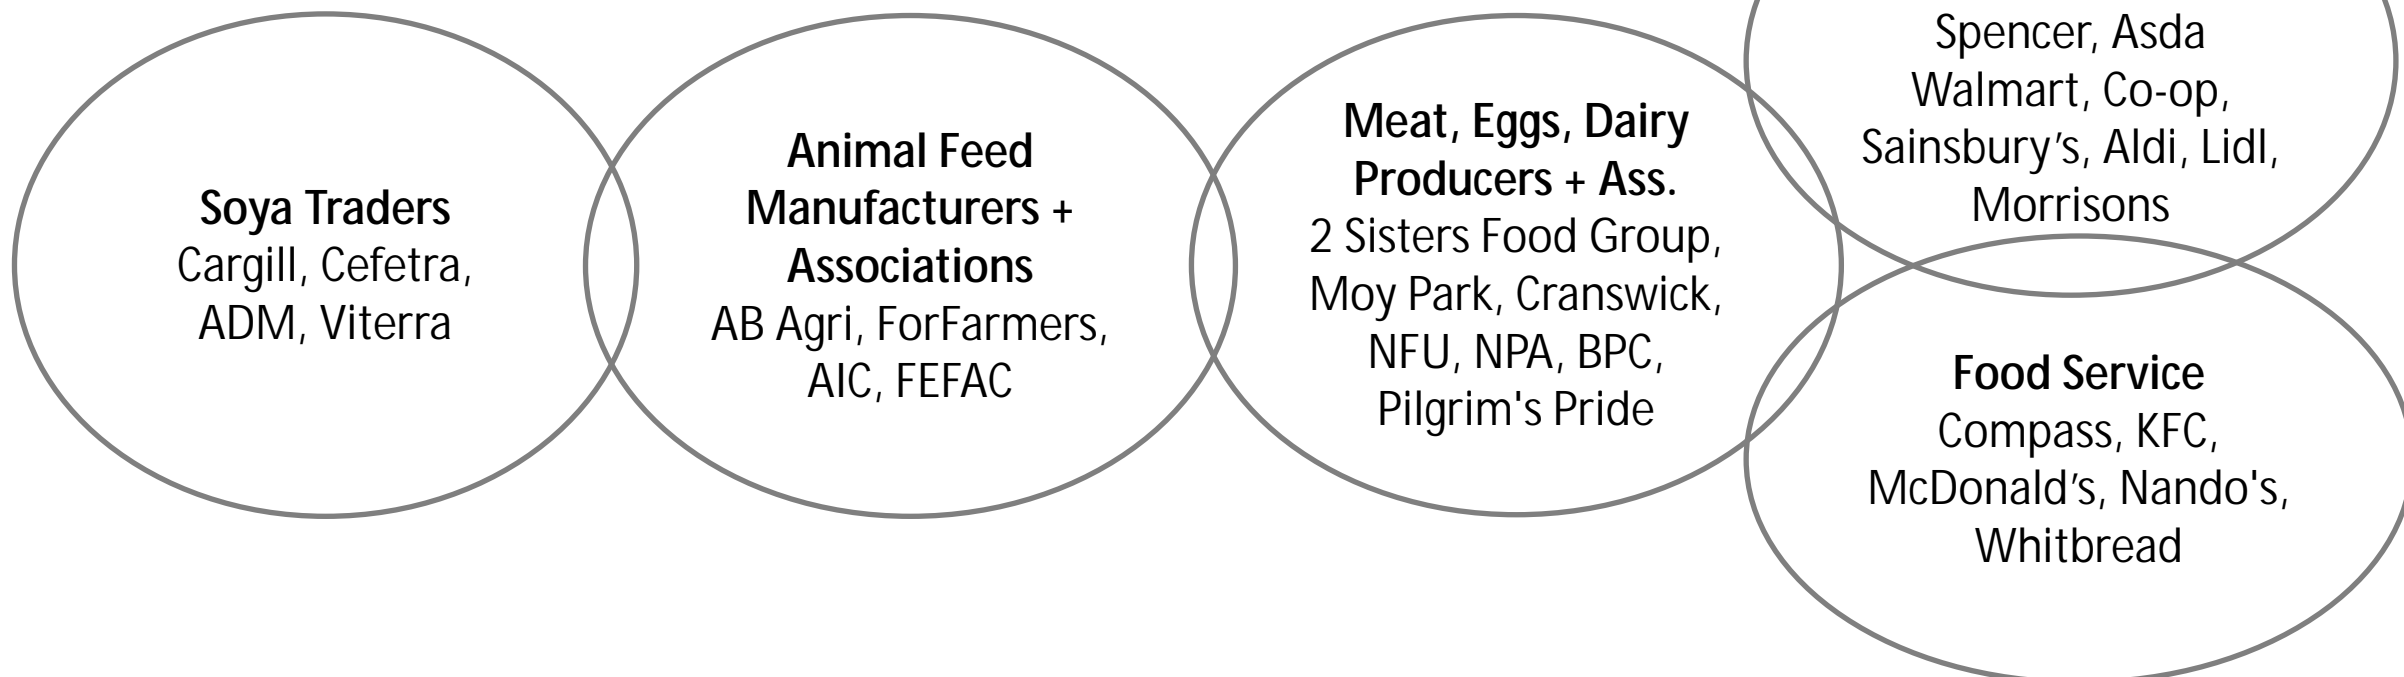 Soya Traders
Cargill, Cefetra,
ADM, Viterra
Animal Feed
Manufacturers +
Associations
AB Agri, ForFarmers,
AIC, FEFAC
Meat, Eggs, Dairy
Producers + Ass.
2 Sisters Food Group,
Moy Park, Cranswick,
NFU, NPA, BPC,
Pilgrim's Pride
Spencer, Asda
Walmart, Co-op,
Sainsbury’s, Aldi, Lidl,
Morrisons
Food Service
Compass, KFC,
McDonald’s, Nando's,
Whitbread